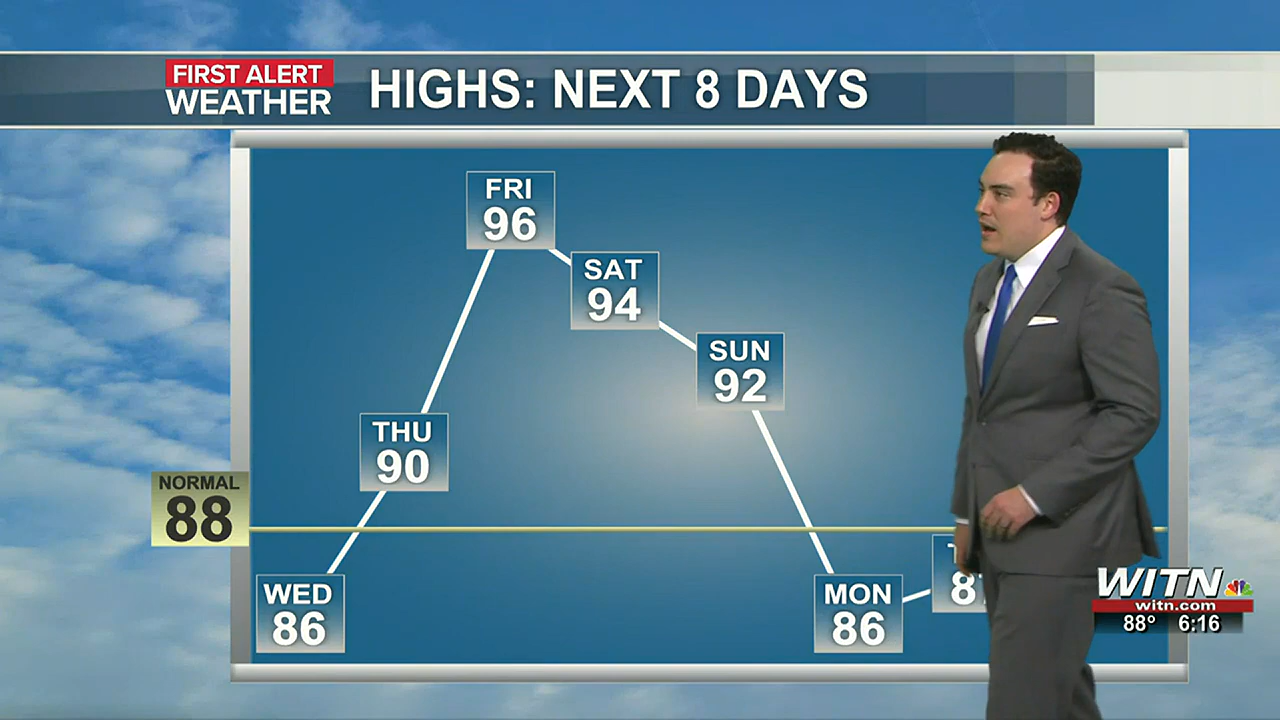 FIRST ALERT
WEATHER
HIGHS: NEXT 8 DAYS
FRI
96
SAT
94
SUN
92
THU
90
NORMAL
88
WED
86
MON
86
WITN
witn.com
88° 6:16